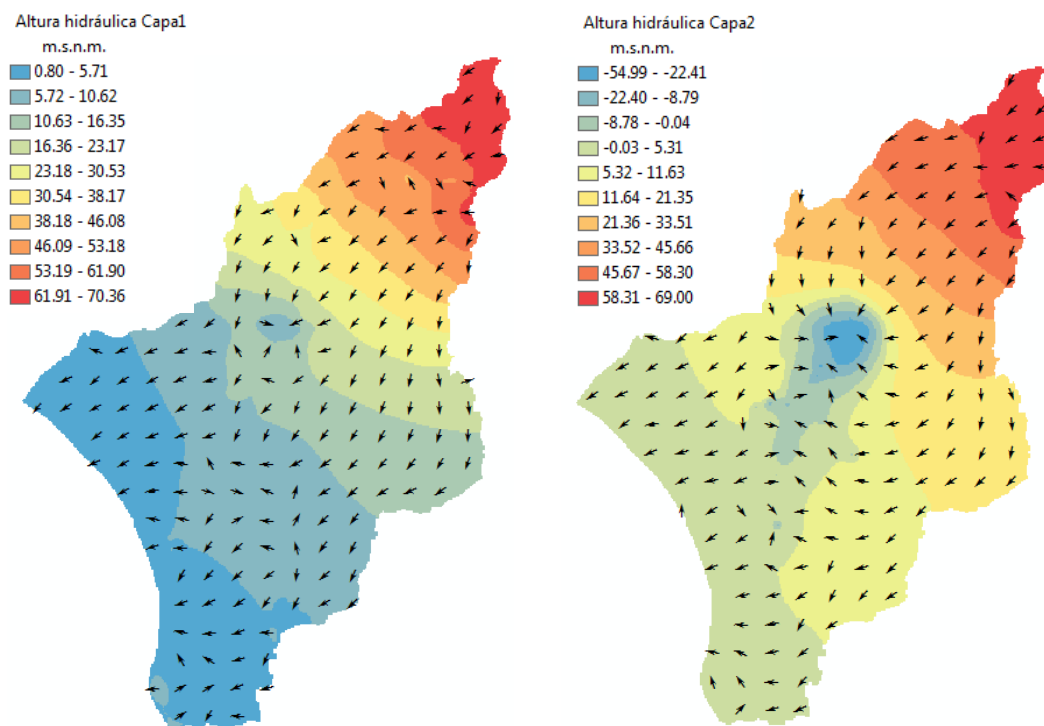 Altura hidráulica Capa1
m.s.n.m.
0.80 - 5.71
5.72 - 10.62
10.63 - 16.35
16.36 - 23.17
23.18 - 30.53
30.54 - 38.17
38.18 - 46.08
46.09 - 53.18
53.19 - 61.90
61.91 - 70.36
Altura hidráulica Capa2
m.s.n.m.
-54.99 - -22.41
-22.40 - -8.79
-8.78 - -0.04
-0.03 - 5.31
5.32 - 11.63
11.64 - 21.35
21.36 - 33.51
33.52 - 45.66
45.67 - 58.30
58.31 - 69.00